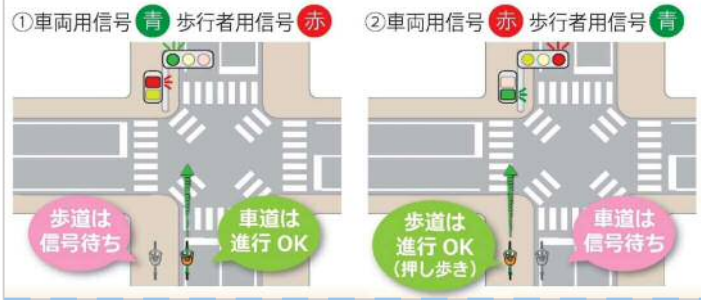 ①車両用信号 青 歩行者用信号 赤
歩道は
信号待ち
車道は
進行 OK
②車両用信号 赤 歩行者用信号 青
歩道は
進行 OK
(押し歩き)
車道は
信号待ち